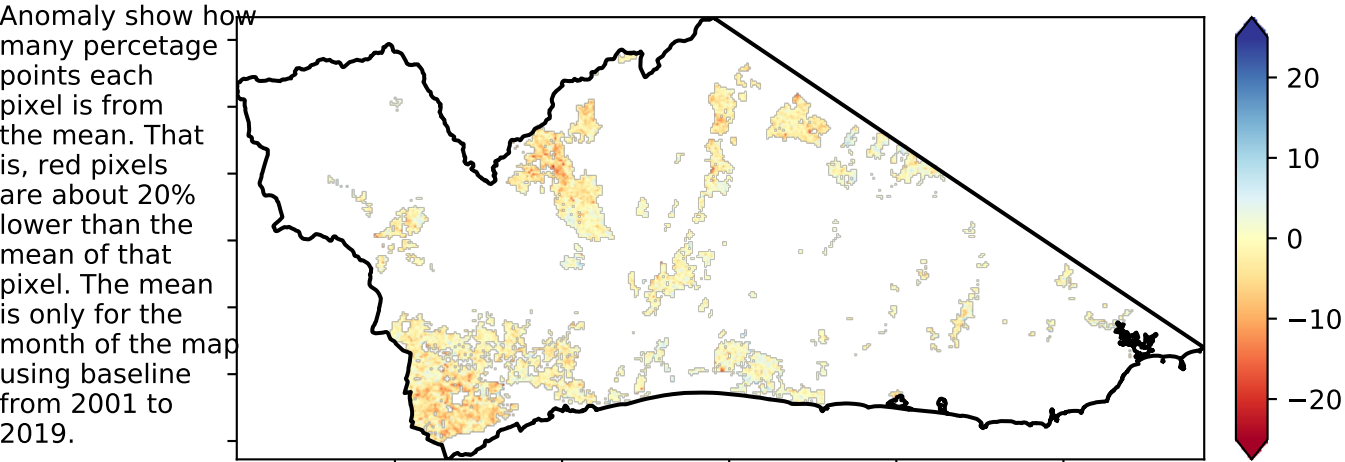 Anomaly show how
many percetage
points each
pixel is from
the mean. That
is, red pixels
are about 20%
lower than the
mean of that
pixel. The mean
is only for the
month of the map
using baseline
from 2001 to
2019.
20
10
0
−10
−20